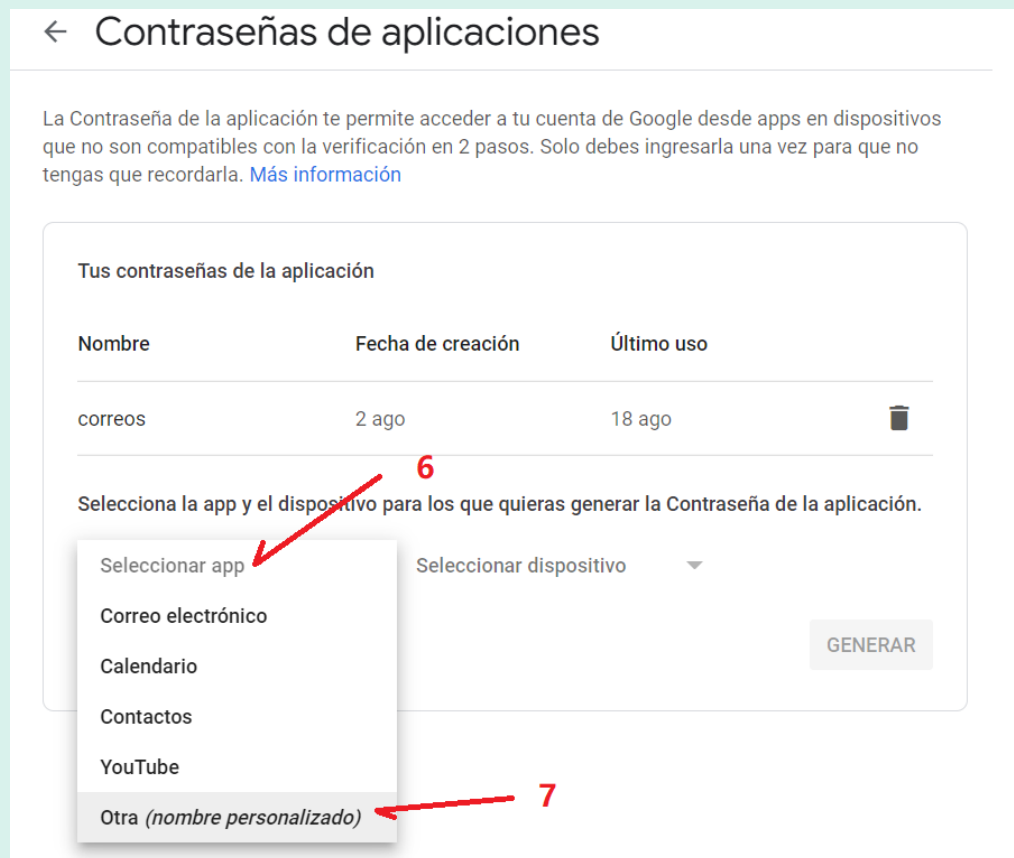 Contraseñas de aplicaciones
La Contraseña de la aplicación te permite acceder a tu cuenta de Google desde apps en dispositivos
que no son compatibles con la verificación en 2 pasos. Solo debes ingresarla una vez para que no
tengas que recordarla. Más información
Tus contraseñas de la aplicación
Nombre Fecha de creación Último uso
correos 2 ago 18 ago
6
Selecciona la app y el dispositivo para los que quieras generar la Contraseña de la aplicación.
Seleccionar app Seleccionar dispositivo
Correo electrónico
GENERAR
Calendario
Contactos
YouTube
Otra (nombre personalizado) 7